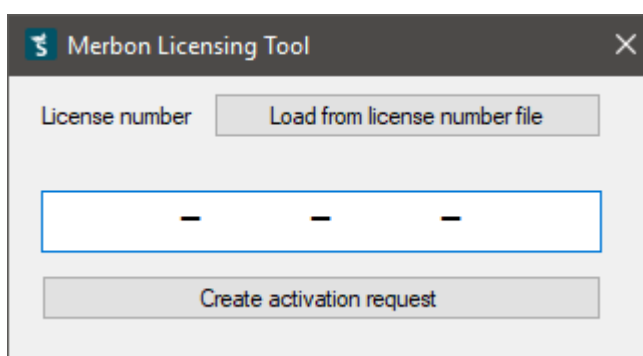 Merbon Licensing Tool
License number Load from license number file
- - -
Create activation request